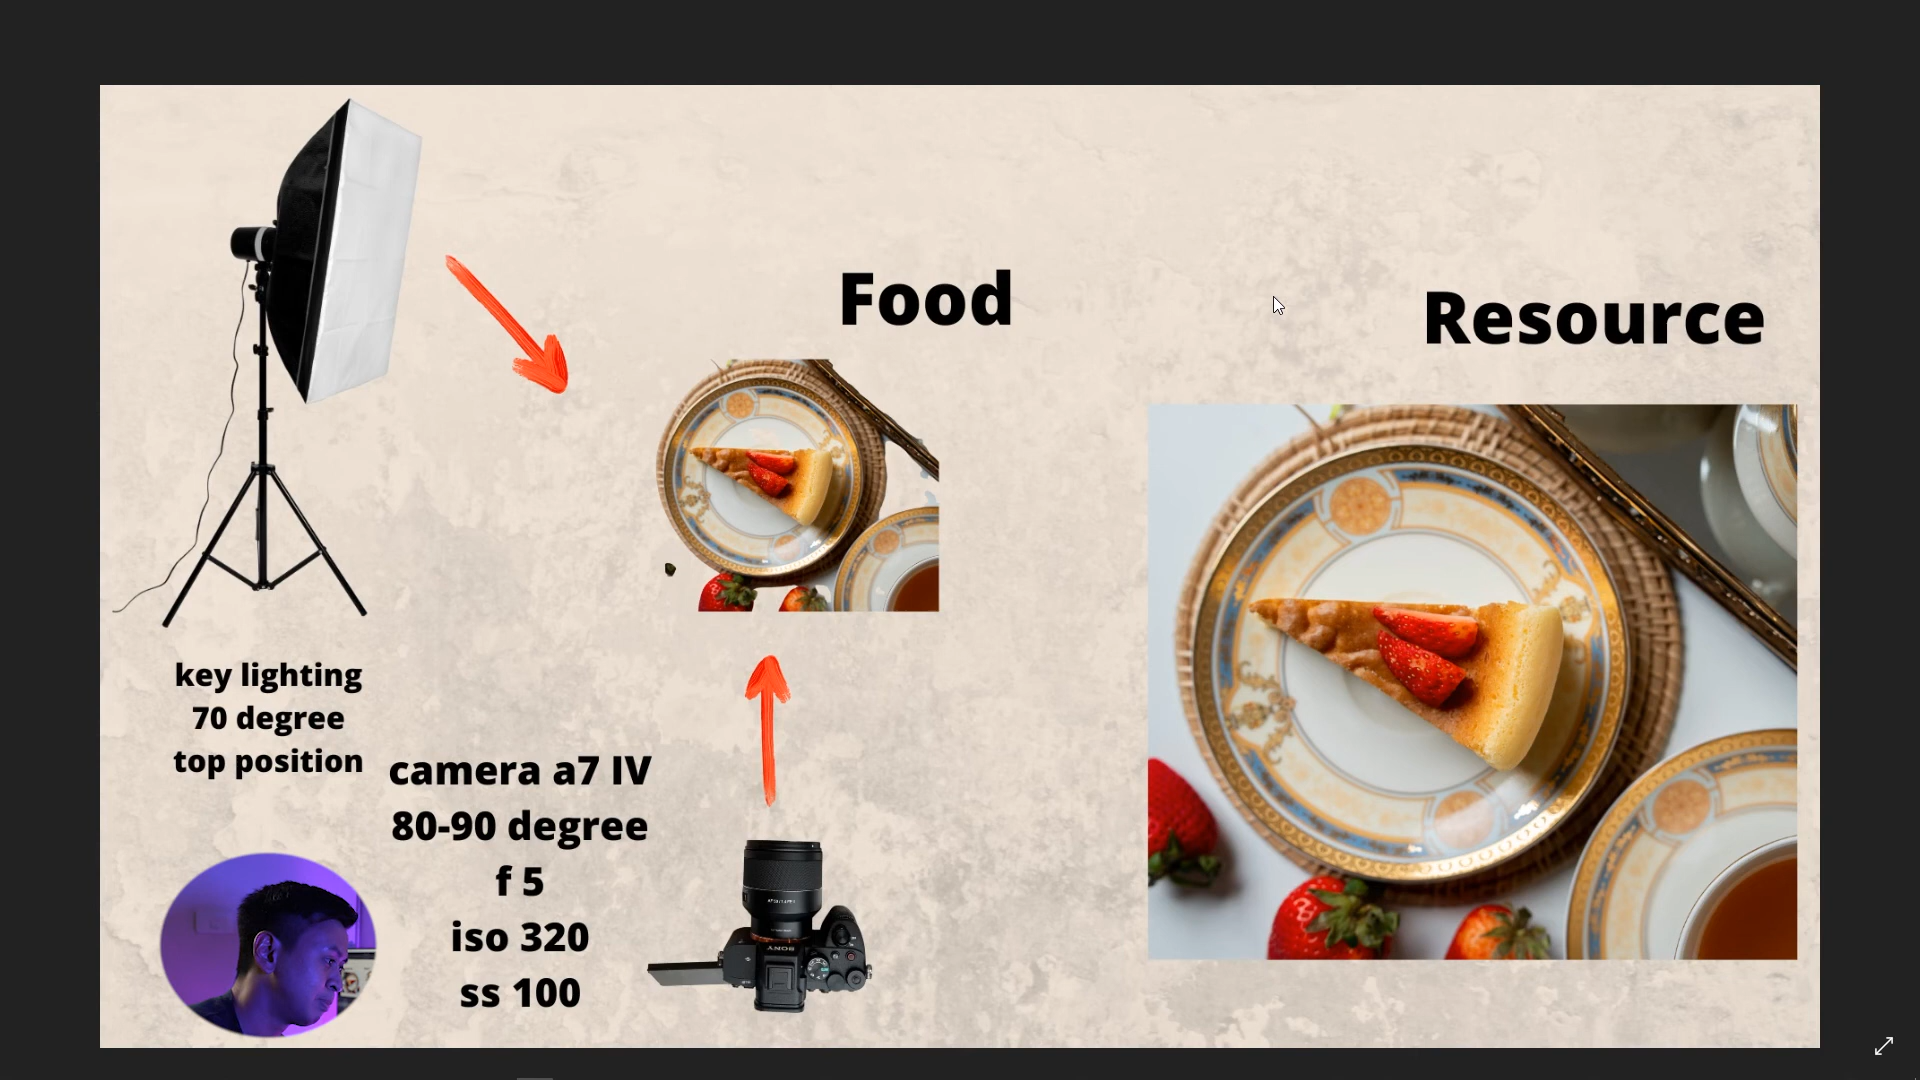 Food
Resource
key lighting
70 degree
top position
camera a7 IV
80-90 degree
f 5
iso 320
ss 100
SONY